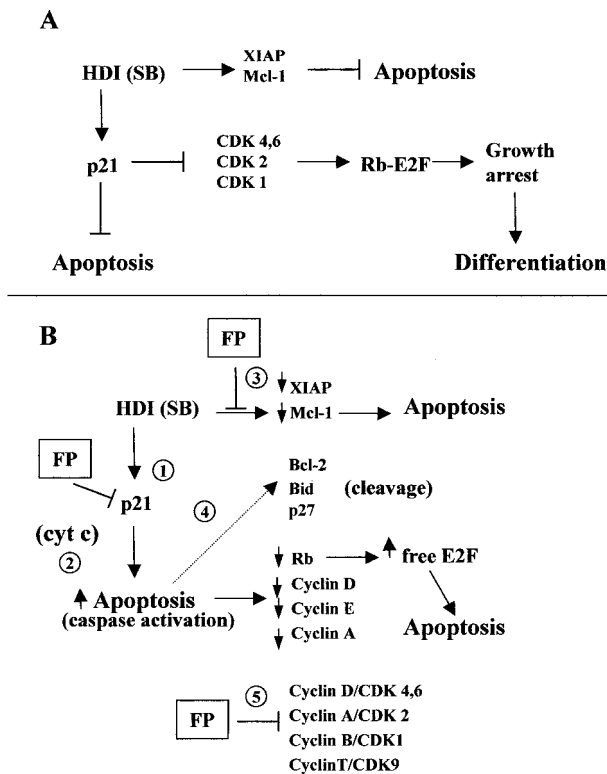 A
HDI (SB)
XIAP
Mcl-1
Apoptosis
p21
CDK 4,6
CDK 2
CDK 1
Rb-E2F
Growth
arrest
Apoptosis
Differentiation
B
FP
3
XIAP
HDI (SB)
Mcl-1
Apoptosis
FP
1
p21
4
Bcl-2
Bid
p27
(cleavage)
(cyt c)
2
Apoptosis
(caspase activation)
Rb
free E2F
Cyclin D
Cyclin E
Cyclin A
Apoptosis
FP
5
Cyclin D/CDK 4,6
Cyclin A/CDK 2
Cyclin B/CDK1
CyclinT/CDK9